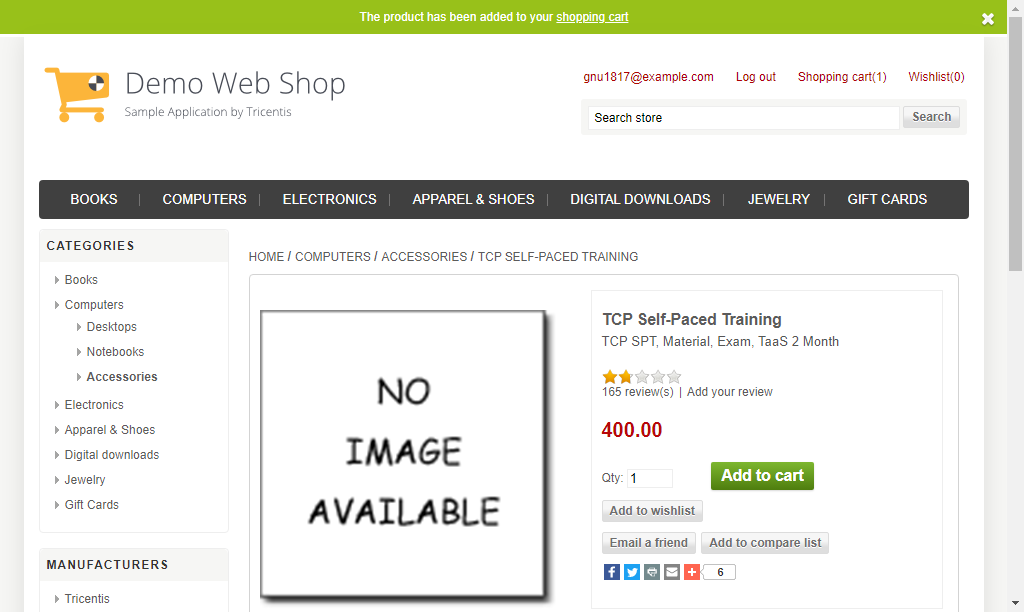 The product has been added to your shopping cart
Demo Web Shop
Sample Application by Tricentis
gnu1817@example.com Log out Shopping cart(1) Wishlist(0)
Search store Search
BOOKS COMPUTERS ELECTRONICS APPAREL & SHOES DIGITAL DOWNLOADS JEWELRY GIFT CARDS
CATEGORIES
Books
Computers
Desktops
Notebooks
Accessories
Electronics
Apparel & Shoes
Digital downloads
Jewelry
Gift Cards
MANUFACTURERS
Tricentis
HOME / COMPUTERS / ACCESSORIES / TCP SELF-PACED TRAINING
NO
IMAGE
AVAILABLE
TCP Self-Paced Training
TCP SPT, Material, Exam, TaaS 2 Month
165 review(s) | Add your review
400.00
Qty: 1 Add to cart
Add to wishlist
Email a friend Add to compare list
6